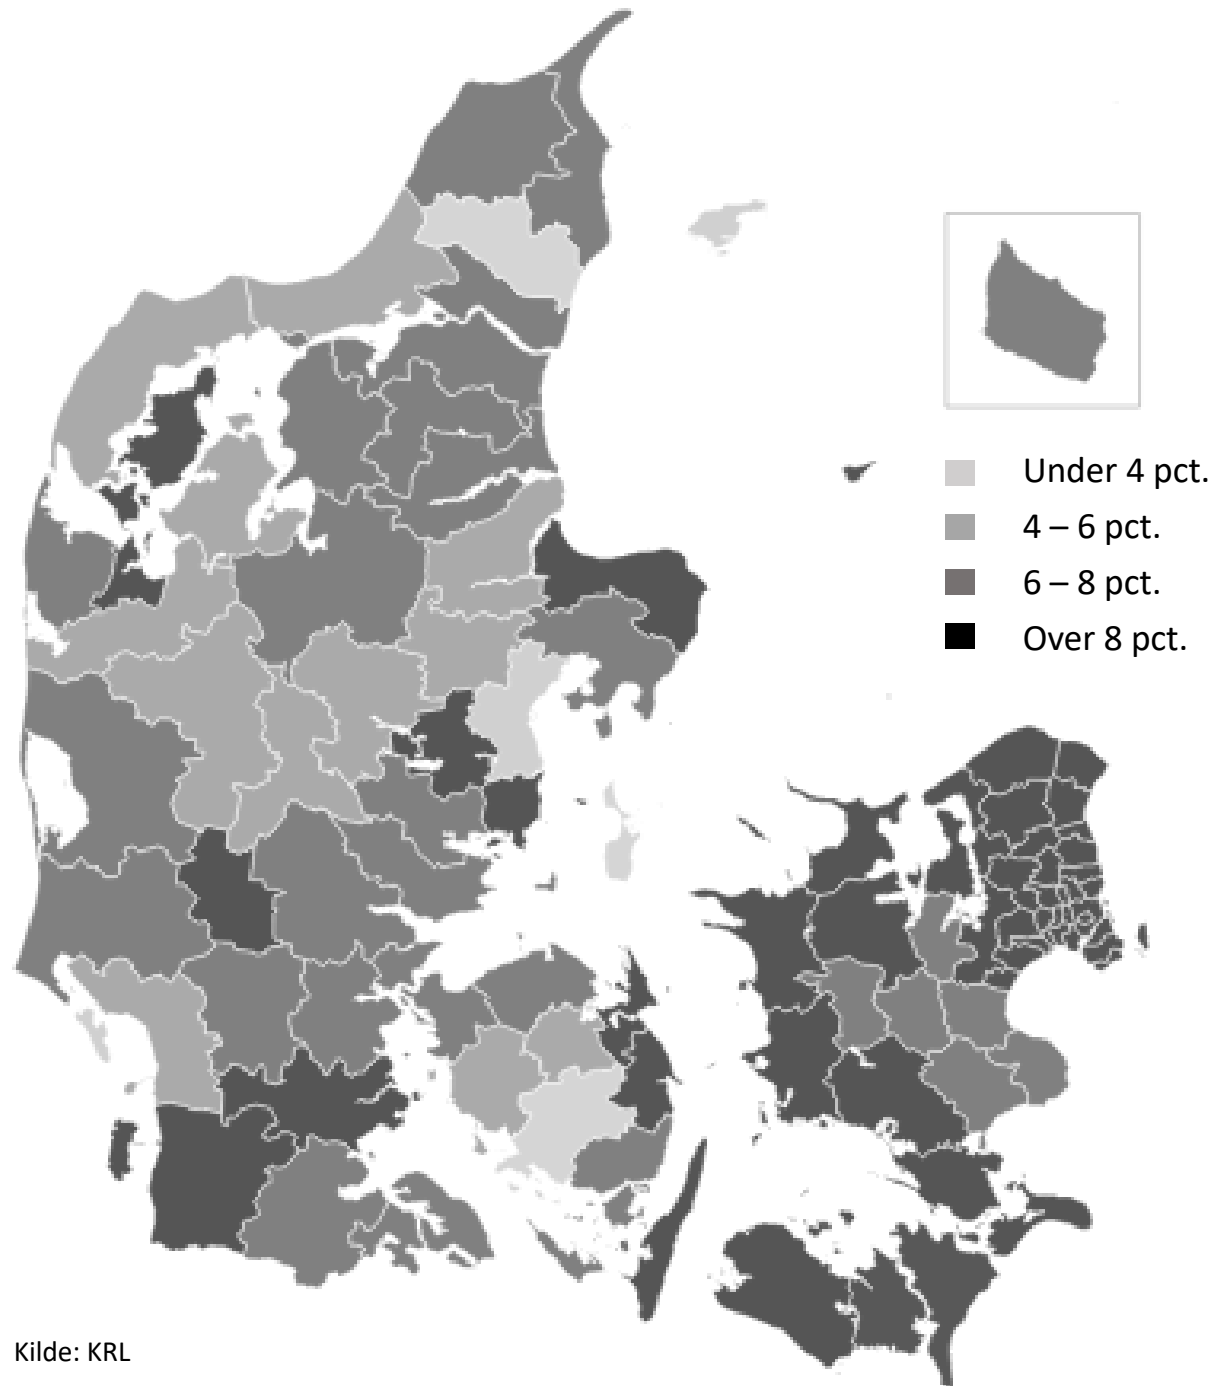 Under 4 pct.
4 – 6 pct.
6 – 8 pct.
Over 8 pct.
Kilde: KRL